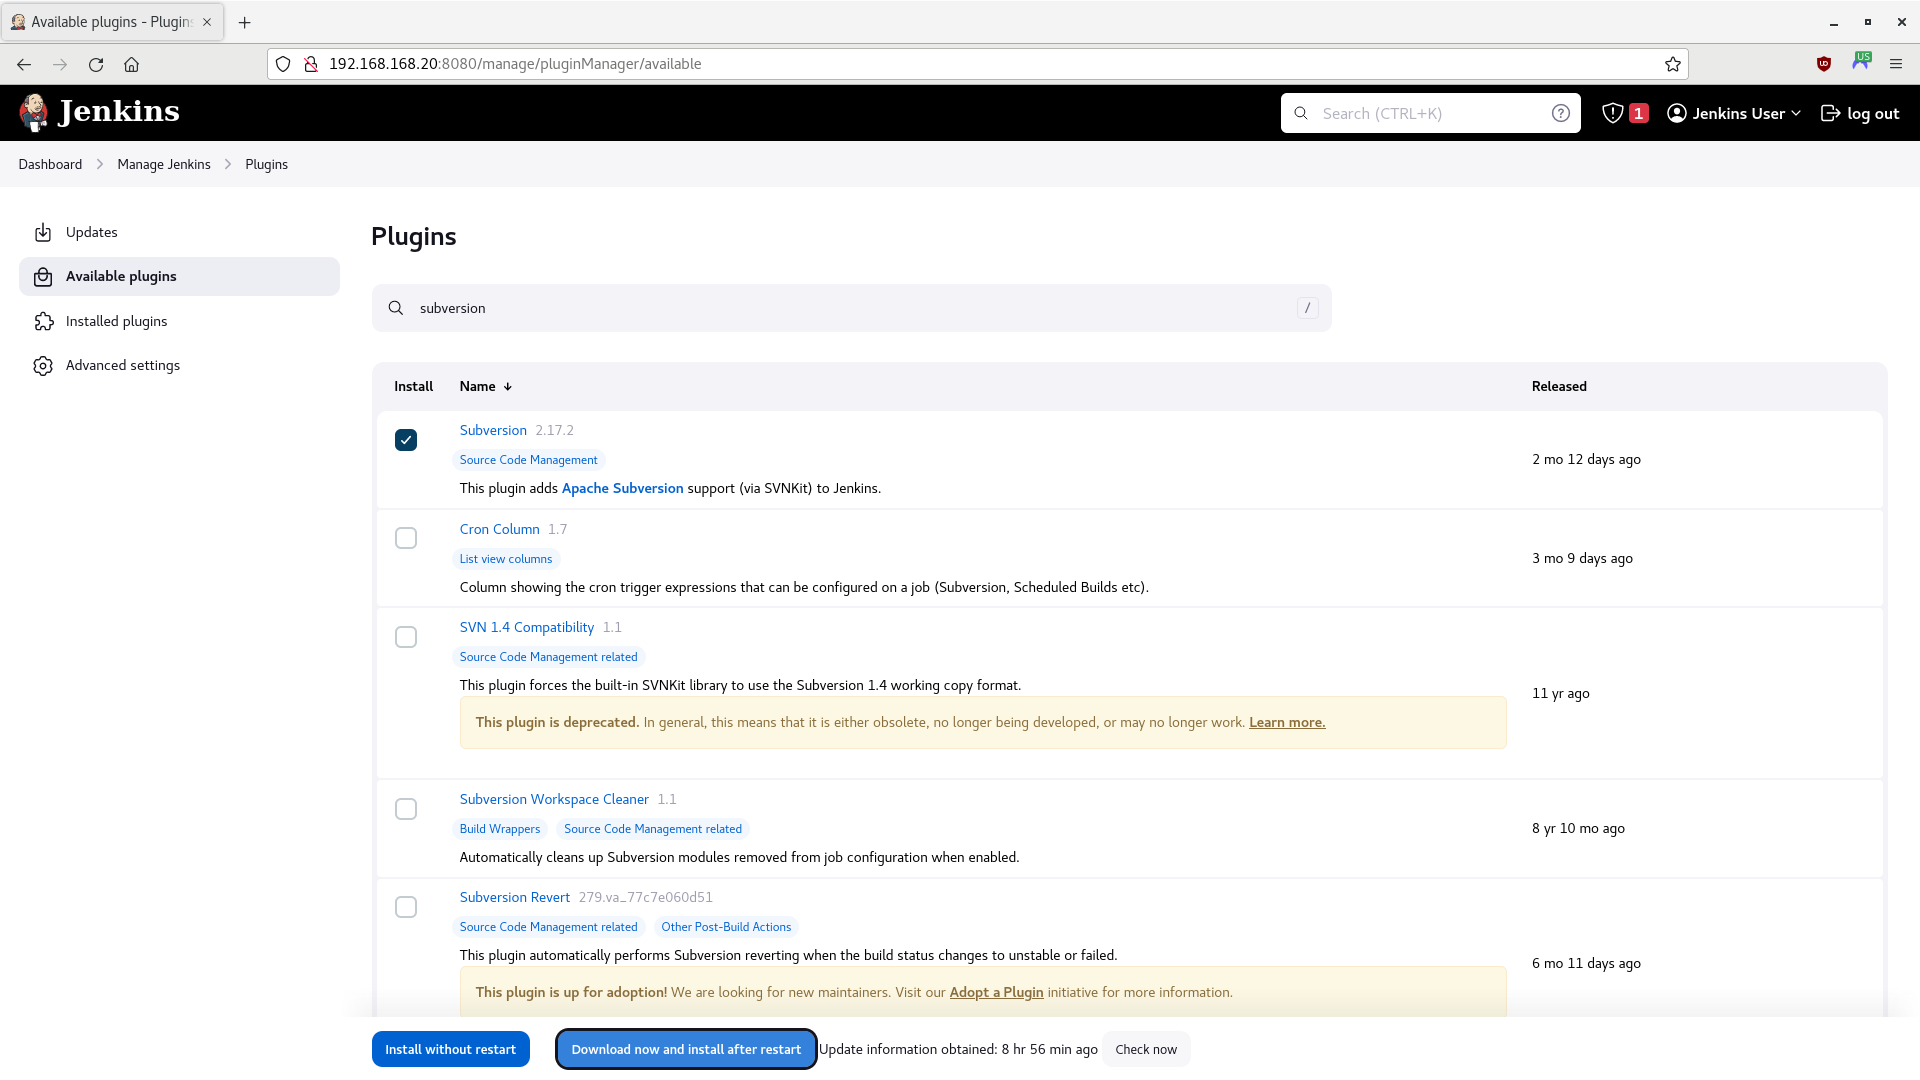 Available plugins - Plugins
192.168.168.20:8080/manage/pluginManager/available
US
Jenkins
Search (CTRL+K)
1
Jenkins User
log out
Dashboard
Manage Jenkins
Plugins
Updates
Available plugins
Installed plugins
Advanced settings
Plugins
subversion
/
Install Name ↓ Released
Subversion 2.17.2
Source Code Management
This plugin adds Apache Subversion support (via SVNKit) to Jenkins.
2 mo 12 days ago
Cron Column 1.7
List view columns
Column showing the cron trigger expressions that can be configured on a job (Subversion, Scheduled Builds etc).
3 mo 9 days ago
SVN 1.4 Compatibility 1.1
Source Code Management related
This plugin forces the built-in SVNKit library to use the Subversion 1.4 working copy format.
This plugin is deprecated. In general, this means that it is either obsolete, no longer being developed, or may no longer work. Learn more.
11 yr ago
Subversion Workspace Cleaner 1.1
Build Wrappers Source Code Management related
Automatically cleans up Subversion modules removed from job configuration when enabled.
8 yr 10 mo ago
Subversion Revert 279.va_77c7e060d51
Source Code Management related Other Post-Build Actions
This plugin automatically performs Subversion reverting when the build status changes to unstable or failed.
This plugin is up for adoption! We are looking for new maintainers. Visit our Adopt a Plugin initiative for more information.
6 mo 11 days ago
Install without restart
Download now and install after restart
Update information obtained: 8 hr 56 min ago
Check now